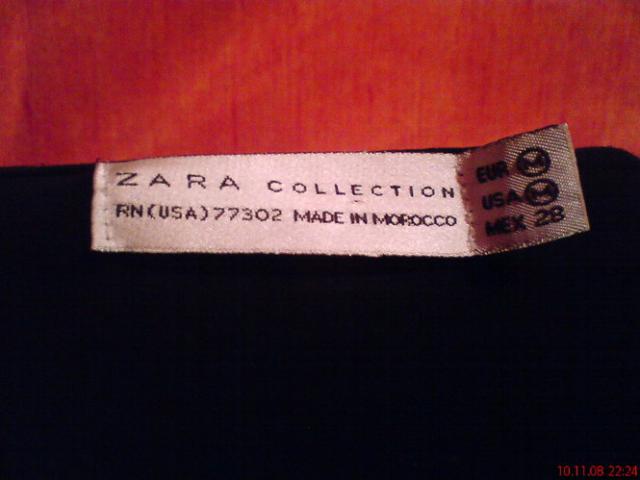 ZARA COLLECTION
RN(USA)77302 MADE IN MOROCCO
EUR M
USA M
MEX 28
10.11.08 22:24